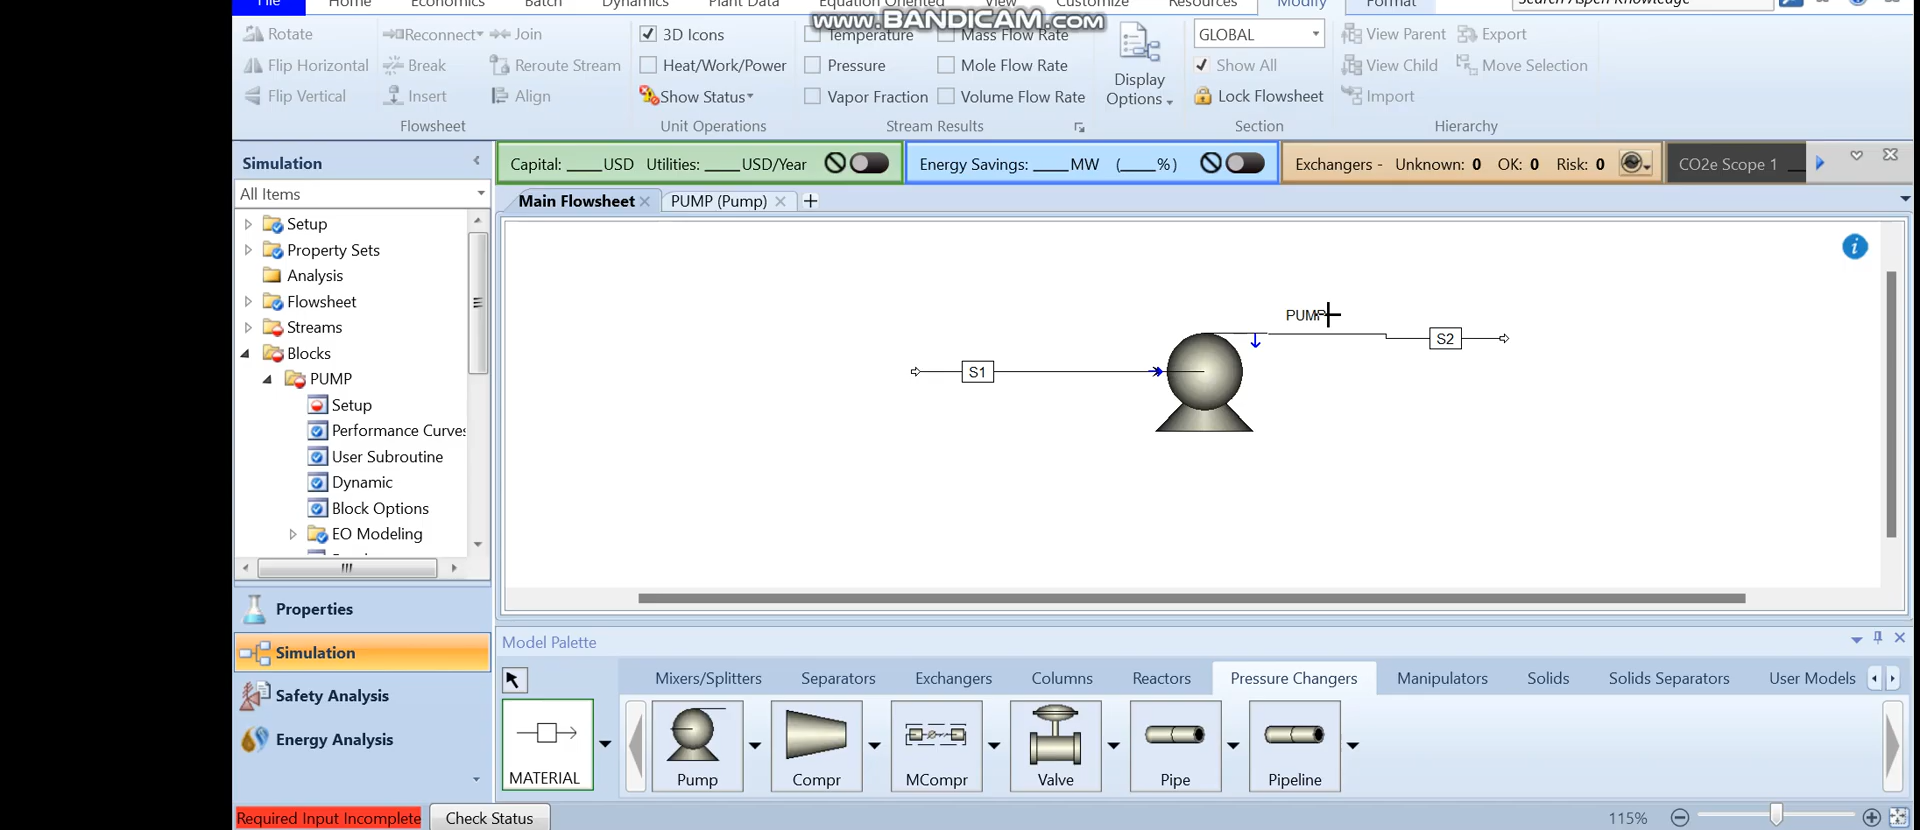 File Home Economics Batch Dynamics Plant Data Equation Oriented View Customize Resources Modify Format Search Aspen Knowledge
www.BANDICAM.com
Rotate Reconnect Join 3D Icons Temperature Mass Flow Rate GLOBAL View Parent Export
Flip Horizontal Break Reroute Stream Heat/Work/Power Pressure Mole Flow Rate Display Show All View Child Move Selection
Flip Vertical Insert Align Show Status Vapor Fraction Volume Flow Rate Options Lock Flowsheet Import
Flowsheet Unit Operations Stream Results Section Hierarchy
Simulation
Capital: ____USD Utilities: ____USD/Year Energy Savings: ____MW (____%) Exchangers - Unknown: 0 OK: 0 Risk: 0 CO2e Scope 1
All Items
Main Flowsheet PUMP (Pump)
Setup
Property Sets
Analysis
Flowsheet
Streams
Blocks
PUMP
Setup
Performance Curves
User Subroutine
Dynamic
Block Options
EO Modeling
PUMP
S2
S1
Properties
Simulation
Safety Analysis
Energy Analysis
Model Palette
Mixers/Splitters Separators Exchangers Columns Reactors Pressure Changers Manipulators Solids Solids Separators User Models
MATERIAL Pump Compr MCompr Valve Pipe Pipeline
Required Input Incomplete Check Status 115%